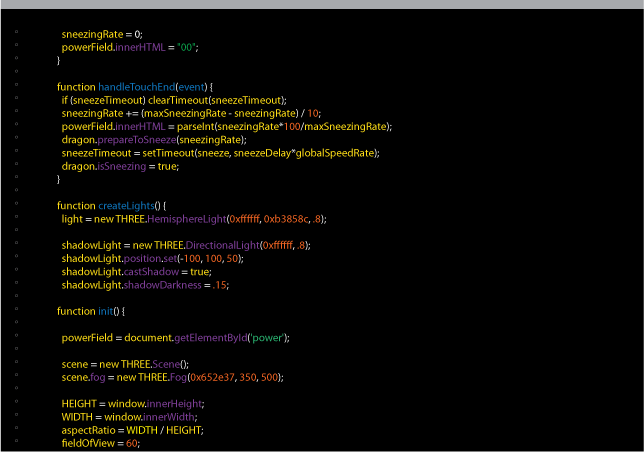 sneezingRate = 0;
powerField.innerHTML = "00";
}
function handleTouchEnd(event) {
if (sneezeTimeout) clearTimeout(sneezeTimeout);
sneezingRate += (maxSneezingRate - sneezingRate) / 10;
powerField.innerHTML = parseInt(sneezingRate*100/maxSneezingRate);
dragon.prepareToSneeze(sneezingRate);
sneezeTimeout = setTimeout(sneeze, sneezeDelay*globalSpeedRate);
dragon.isSneezing = true;
}
function createLights() {
light = new THREE.HemisphereLight(0xffffff, 0xb3858c, .8);
shadowLight = new THREE.DirectionalLight(0xffffff, .8);
shadowLight.position.set(-100, 100, 50);
shadowLight.castShadow = true;
shadowLight.shadowDarkness = .15;
function init() {
powerField = document.getElementById('power');
scene = new THREE.Scene();
scene.fog = new THREE.Fog(0x652e37, 350, 500);
HEIGHT = window.innerHeight;
WIDTH = window.innerWidth;
aspectRatio = WIDTH / HEIGHT;
fieldOfView = 60;